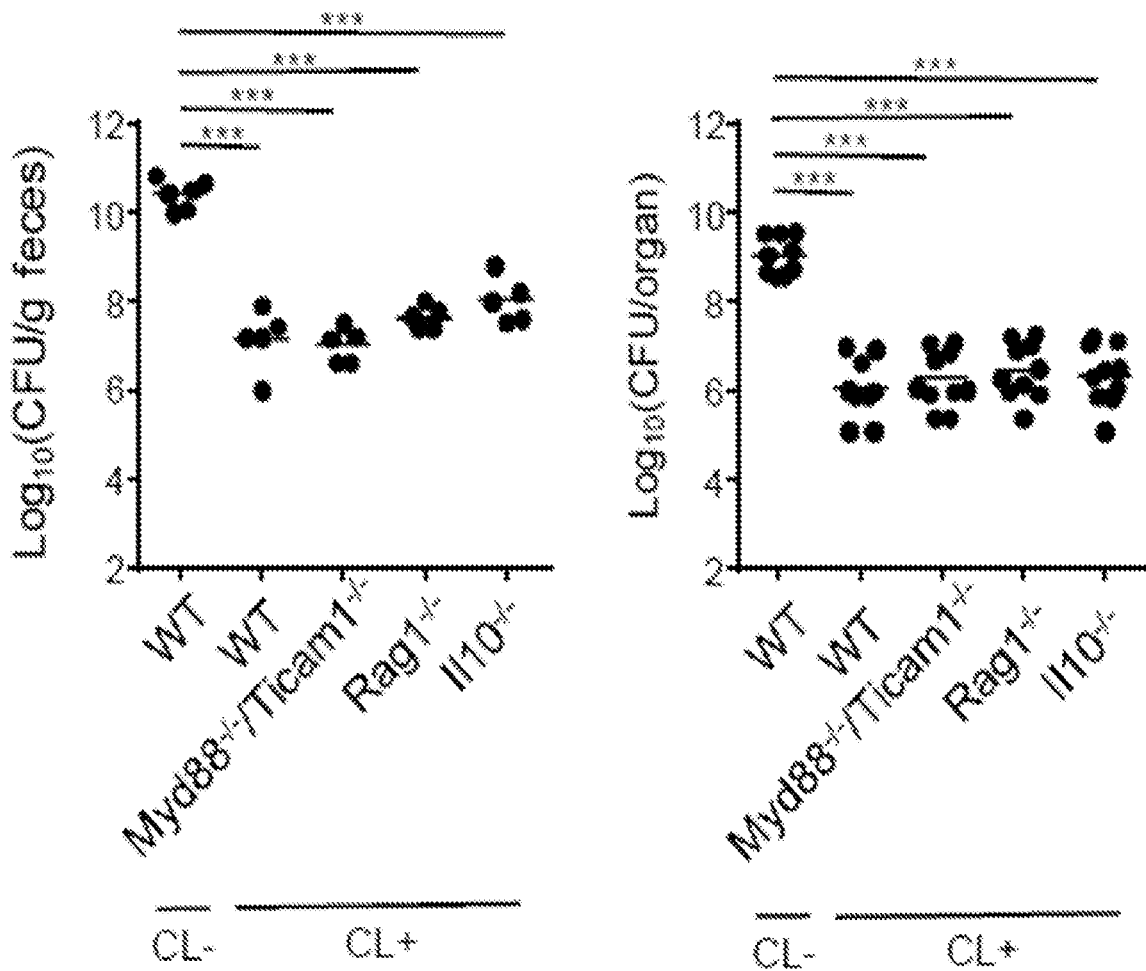 ***
***
***
***
Log10(CFU/g feces)
12
10
8
6
4
2
WT
WT
Myd88-/-/Ticam1-/-
Rag1-/-
Il10-/-
CL-
CL+
***
***
***
***
Log10(CFU/organ)
12
10
8
6
4
2
WT
WT
Myd88-/-/Ticam1-/-
Rag1-/-
Il10-/-
CL-
CL+